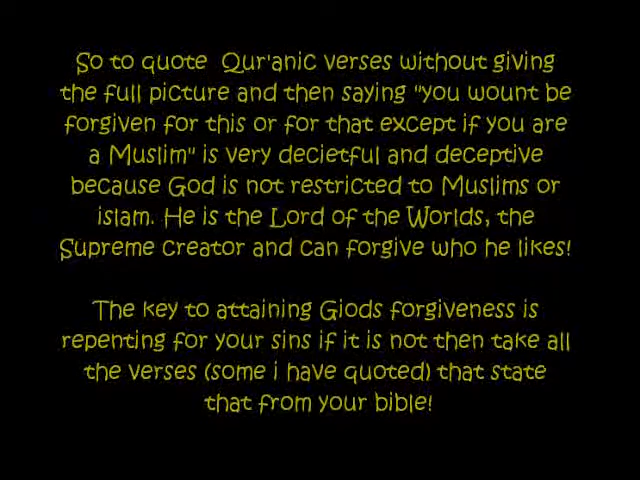 So to quote Qur'anic verses without giving
the full picture and then saying "you wount be
forgiven for this or for that except if you are
a Muslim" is very decietful and deceptive
because God is not restricted to Muslims or
islam. He is the Lord of the Worlds, the
Supreme creator and can forgive who he likes!
The key to attaining Giods forgiveness is
repenting for your sins if it is not then take all
the verses (some i have quoted) that state
that from your bible!